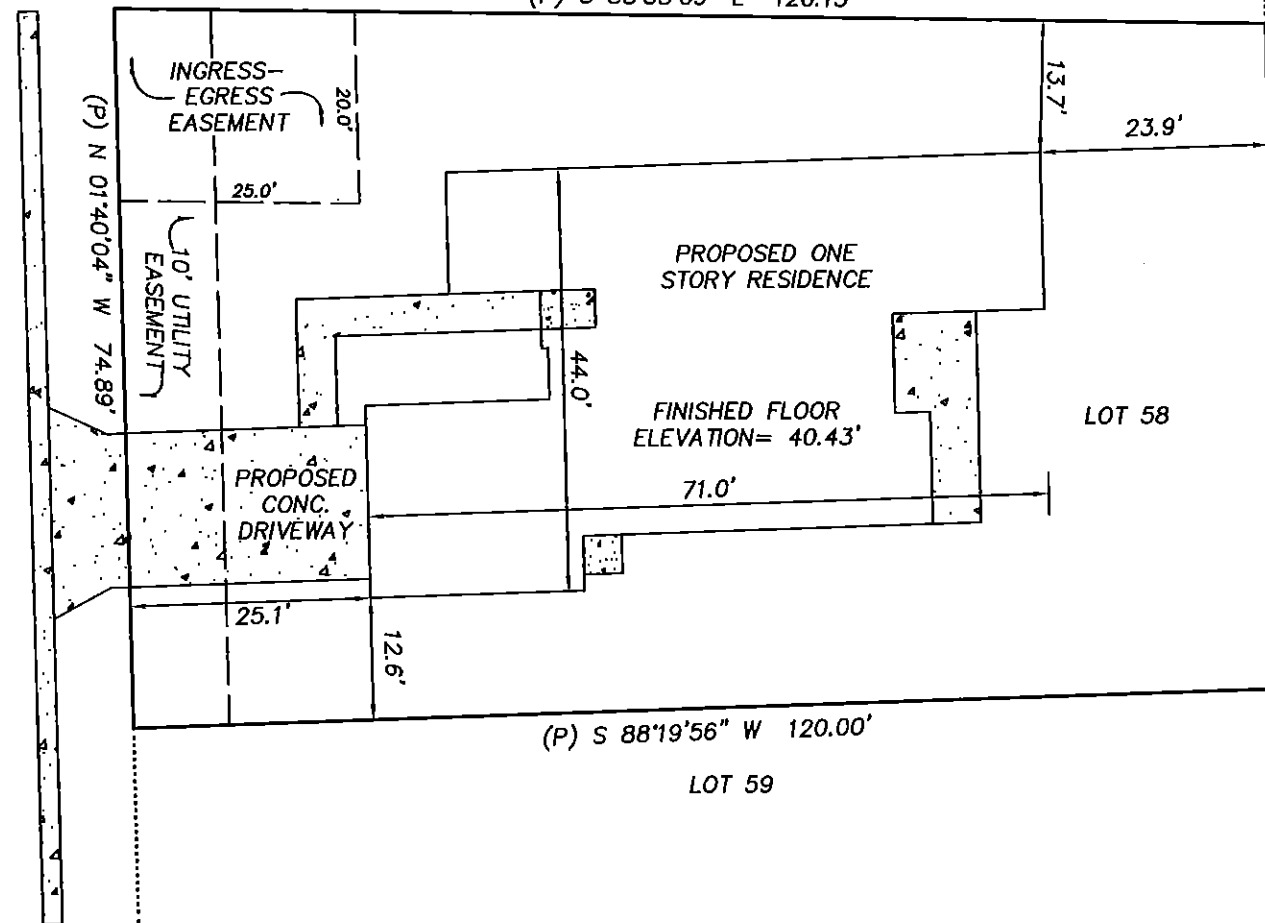 INGRESS-
EGRESS
EASEMENT
20.0'
25.0'
13.7'
23.9'
(P) N 01°40'04" W 74.89'
10' UTILITY
EASEMENT
PROPOSED ONE
STORY RESIDENCE
44.0'
FINISHED FLOOR
ELEVATION= 40.43'
LOT 58
PROPOSED
CONC.
DRIVEWAY
71.0'
25.1'
12.6'
(P) S 88°19'56" W 120.00'
LOT 59